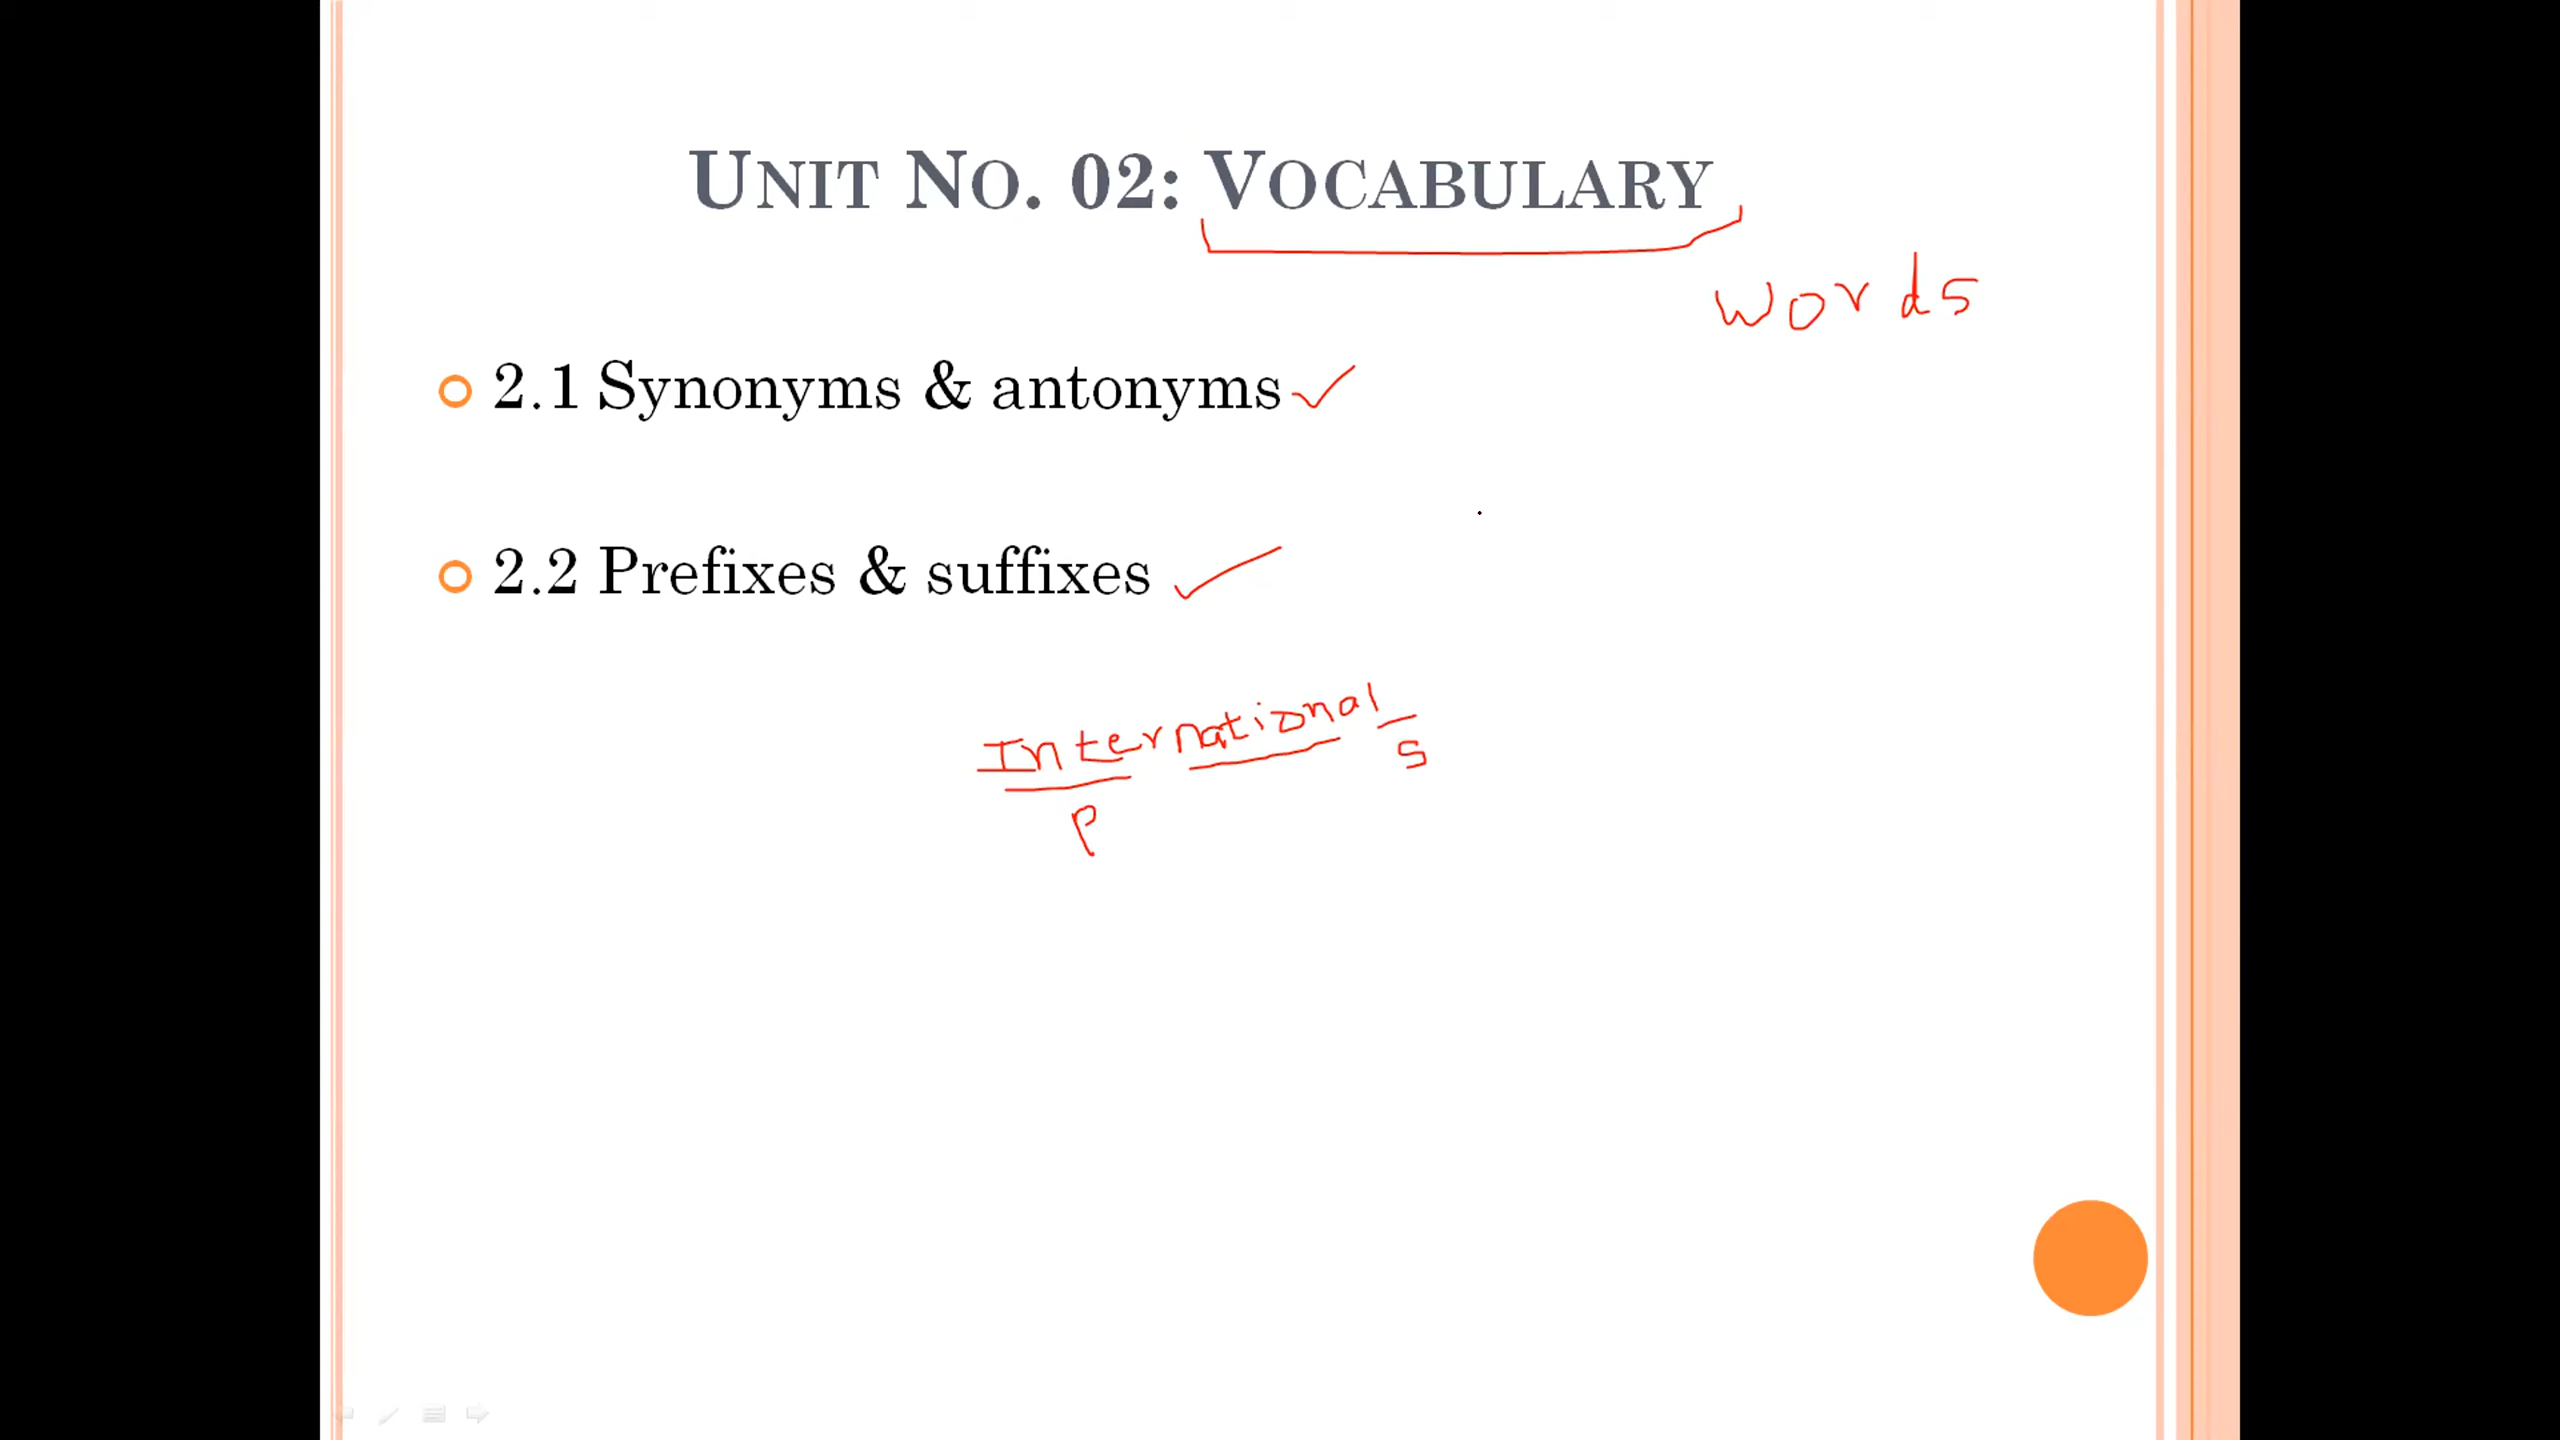 UNIT NO. 02: VOCABULARY
words
2.1 Synonyms & antonyms
2.2 Prefixes & suffixes
International
S
P